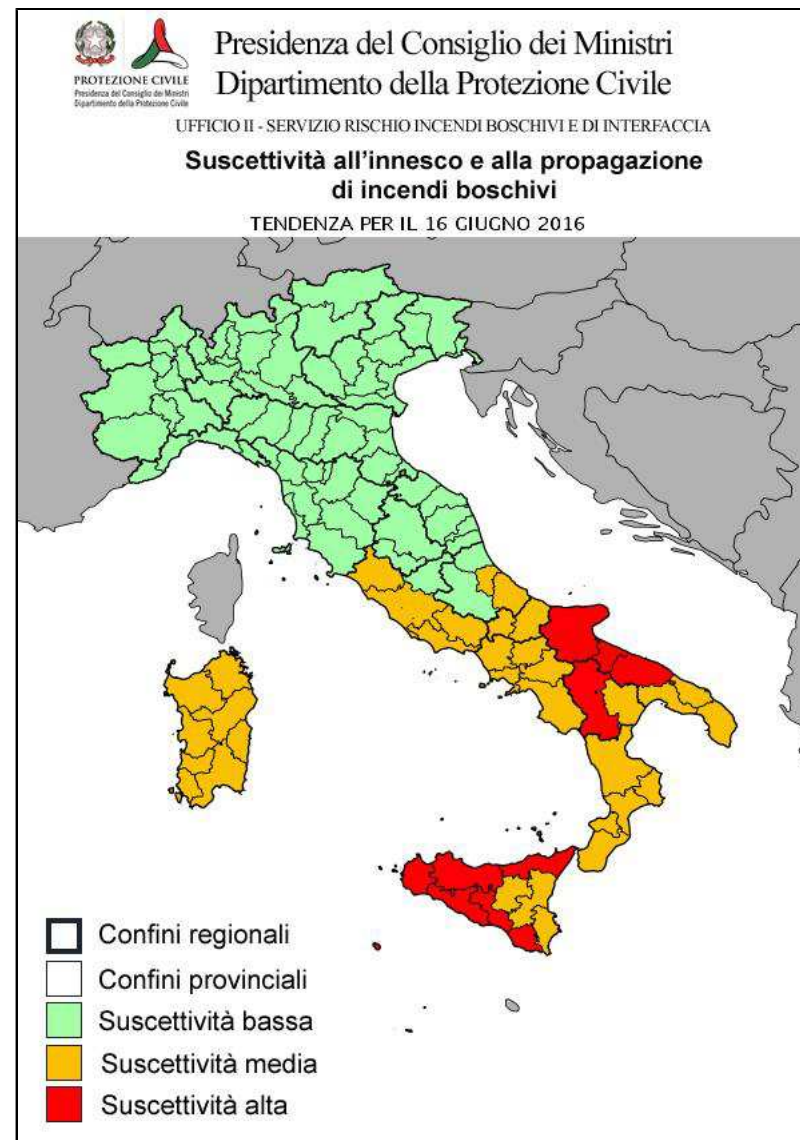 Presidenza del Consiglio dei Ministri
Dipartimento della Protezione Civile
PROTEZIONE CIVILE
Presidenza del Consiglio dei Ministri
Dipartimento della Protezione Civile
UFFICIO II - SERVIZIO RISCHIO INCENDI BOSCHIVI E DI INTERFACCIA
Suscettività all'innesco e alla propagazione
di incendi boschivi
TENDENZA PER IL 16 GIUGNO 2016
Confini regionali
Confini provinciali
Suscettività bassa
Suscettività media
Suscettività alta